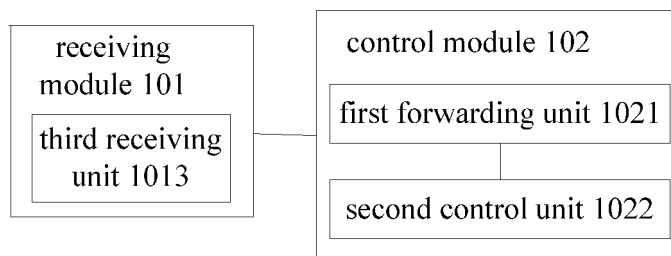 receiving
module 101
third receiving
unit 1013
control module 102
first forwarding unit 1021
second control unit 1022